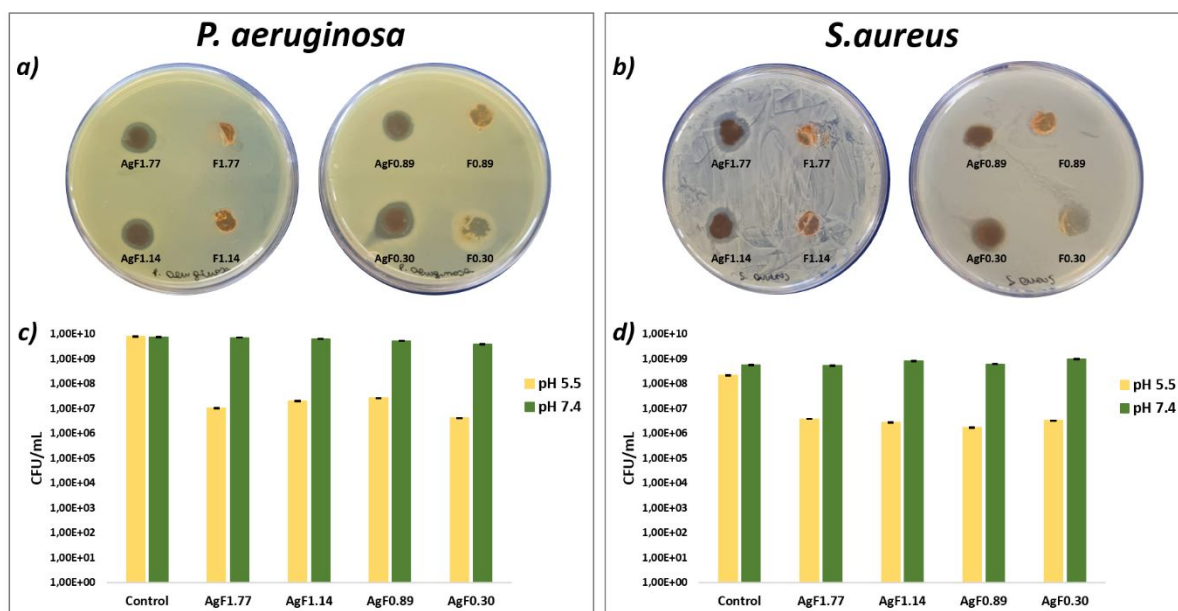 P. aeruginosa
a)
AgF1.77 F1.77
AgF1.14 F1.14
P. aeruginosa
AgF0.89 F0.89
AgF0.30 F0.30
P. aeruginosa
S.aureus
b)
AgF1.77 F1.77
AgF1.14 F1.14
S. aureus
AgF0.89 F0.89
AgF0.30 F0.30
S. aureus
c)
CFU/mL
1,00E+10
1,00E+09
1,00E+08
1,00E+07
1,00E+06
1,00E+05
1,00E+04
1,00E+03
1,00E+02
1,00E+01
1,00E+00
Control AgF1.77 AgF1.14 AgF0.89 AgF0.30
pH 5.5
pH 7.4
d)
CFU/mL
1,00E+10
1,00E+09
1,00E+08
1,00E+07
1,00E+06
1,00E+05
1,00E+04
1,00E+03
1,00E+02
1,00E+01
1,00E+00
Control AgF1.77 AgF1.14 AgF0.89 AgF0.30
pH 5.5
pH 7.4